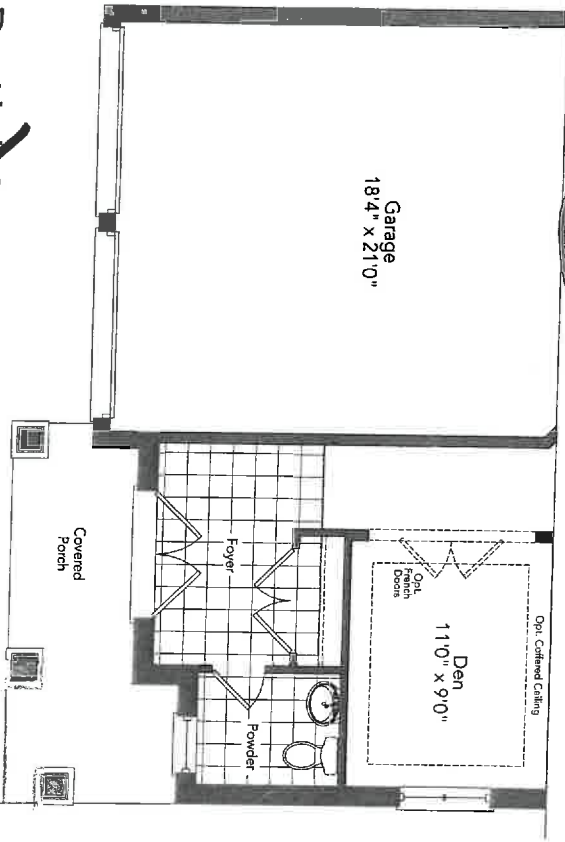 Garage
18'4" x 21'0"
Opt. Coffered Ceiling
Opt.
French
Doors
Den
11'0" x 9'0"
Foyer
Powder
Covered
Porch